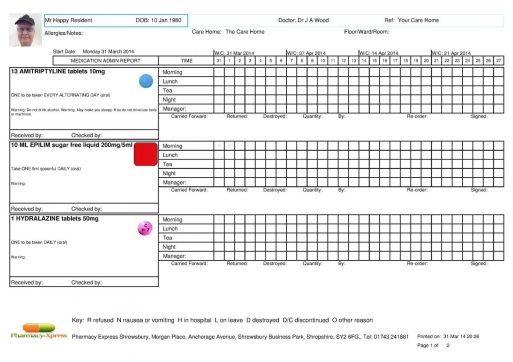 Mr Happy Resident DOB: 10 Jan 1980 Doctor: Dr J A Wood Ref: Your Care Home
Allergies/Notes: Care Home: The Care Home Floor/Ward/Room:
Start Date Monday 31 March 2014 W/C: 31 Mar 2014 W/C: 07 Apr 2014 W/C: 14 Apr 2014 W/C: 21 Apr 2014
MEDICATION ADMIN REPORT TIME 31 1 2 3 4 5 6 7 8 9 10 11 12 13 14 15 16 17 18 19 20 21 22 23 24 25 26 27
13 AMITRIPTYLINE tablets 10mg Morning
Lunch
ONE to be taken EVERY ALTERNATING DAY (oral) Tea
Night
Warning: Do not drink alcohol. Warning: May make you sleepy. If so do not drive/use tools or machines. Manager:
Carried Forward: Returned: Destroyed: Quantity: By: Re-order: Signed:
Received by: Checked by:
10 ML EPILIM sugar free liquid 200mg/5ml Morning
Lunch
Take ONE 5ml spoonful DAILY (oral) Tea
Night
Warning: Manager:
Carried Forward: Returned: Destroyed: Quantity: By: Re-order: Signed:
Received by: Checked by:
1 HYDRALAZINE tablets 50mg Morning
Lunch
ONE to be taken DAILY (oral) Tea
Night
Warning: Manager:
Carried Forward: Returned: Destroyed: Quantity: By: Re-order: Signed:
Received by: Checked by:
Key: R refused N nausea or vomiting H in hospital L on leave D destroyed D/C discontinued O other reason
Pharmacy-Xpress Pharmacy Express Shrewsbury, Morgan Place, Anchorage Avenue, Shrewsbury Business Park, Shropshire, SY2 6FG., Tel: 01743 241881 Printed on: 31 Mar 14 20:26
Page 1 of 2